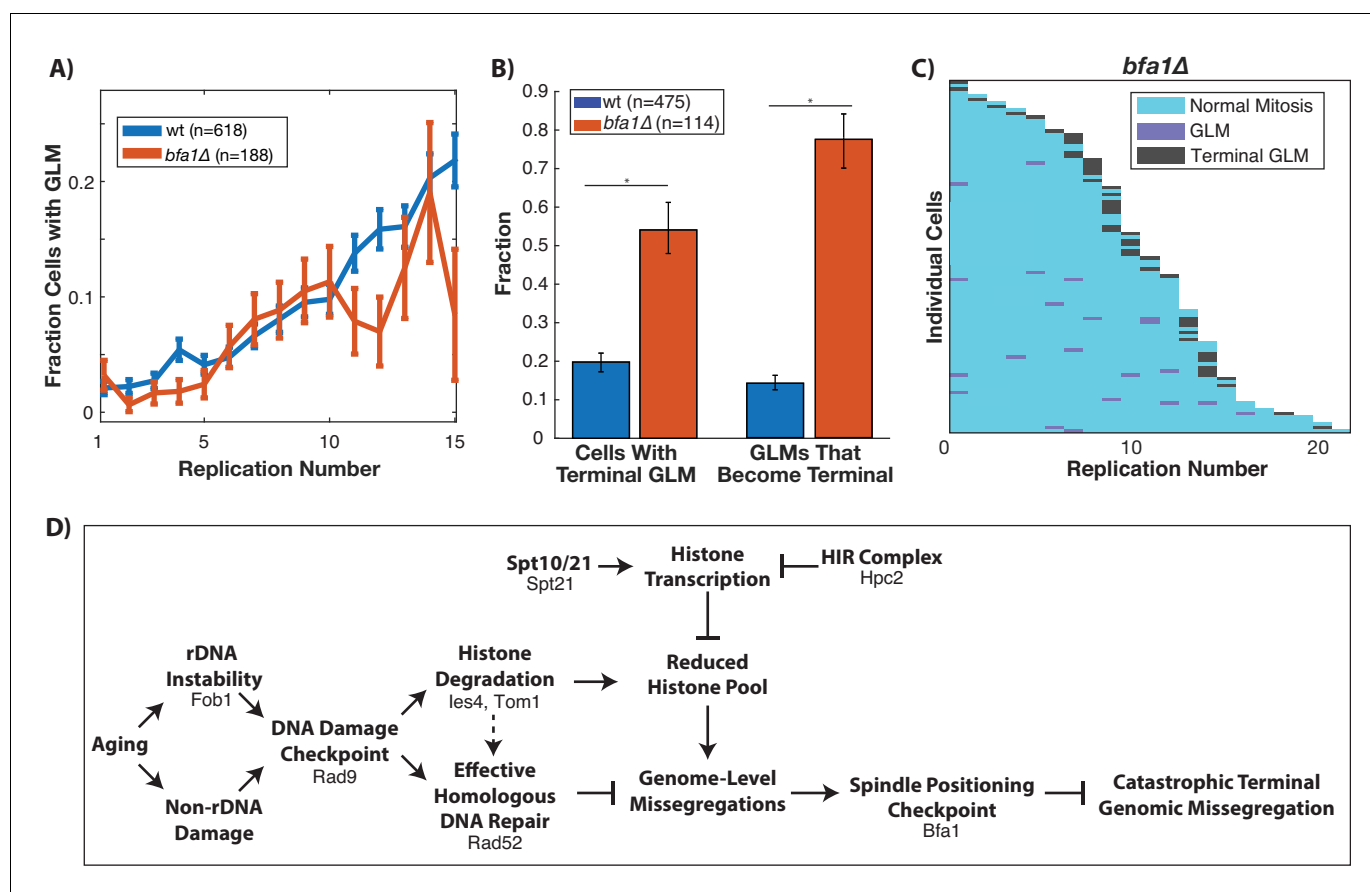 A)
wt (n=618)
bfa1Δ (n=188)
Fraction Cells with GLM
0.2
0.1
0
1
5
10
15
Replication Number
B)
wt (n=475)
bfa1Δ (n=114)
*
*
Fraction
0.9
0.8
0.7
0.6
0.5
0.4
0.3
0.2
0.1
0
Cells With
Terminal GLM
GLMs That
Become Terminal
C)
bfa1Δ
Normal Mitosis
GLM
Terminal GLM
Individual Cells
0
10
20
Replication Number
D)
Spt10/21
Spt21
Histone
Transcription
HIR Complex
Hpc2
rDNA
Instability
Fob1
Histone
Degradation
Ies4, Tom1
Reduced
Histone Pool
Aging
DNA Damage
Checkpoint
Rad9
Non-rDNA
Damage
Effective
Homologous
DNA Repair
Rad52
Genome-Level
Missegregations
Spindle Positioning
Checkpoint
Bfa1
Catastrophic Terminal
Genomic Missegregation